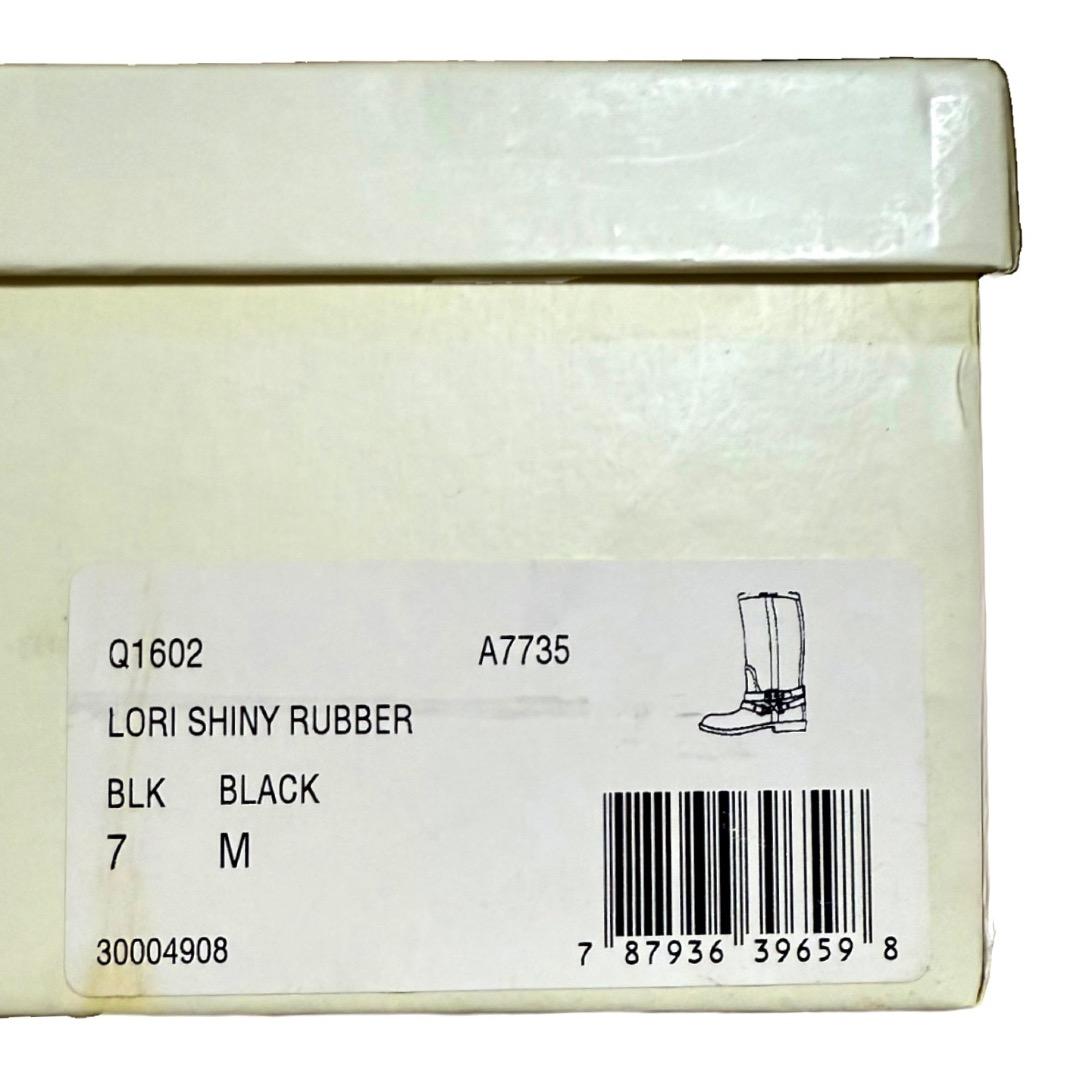 Q1602 A7735
LORI SHINY RUBBER
BLK BLACK
7 M
30004908
7 87936 39659 8